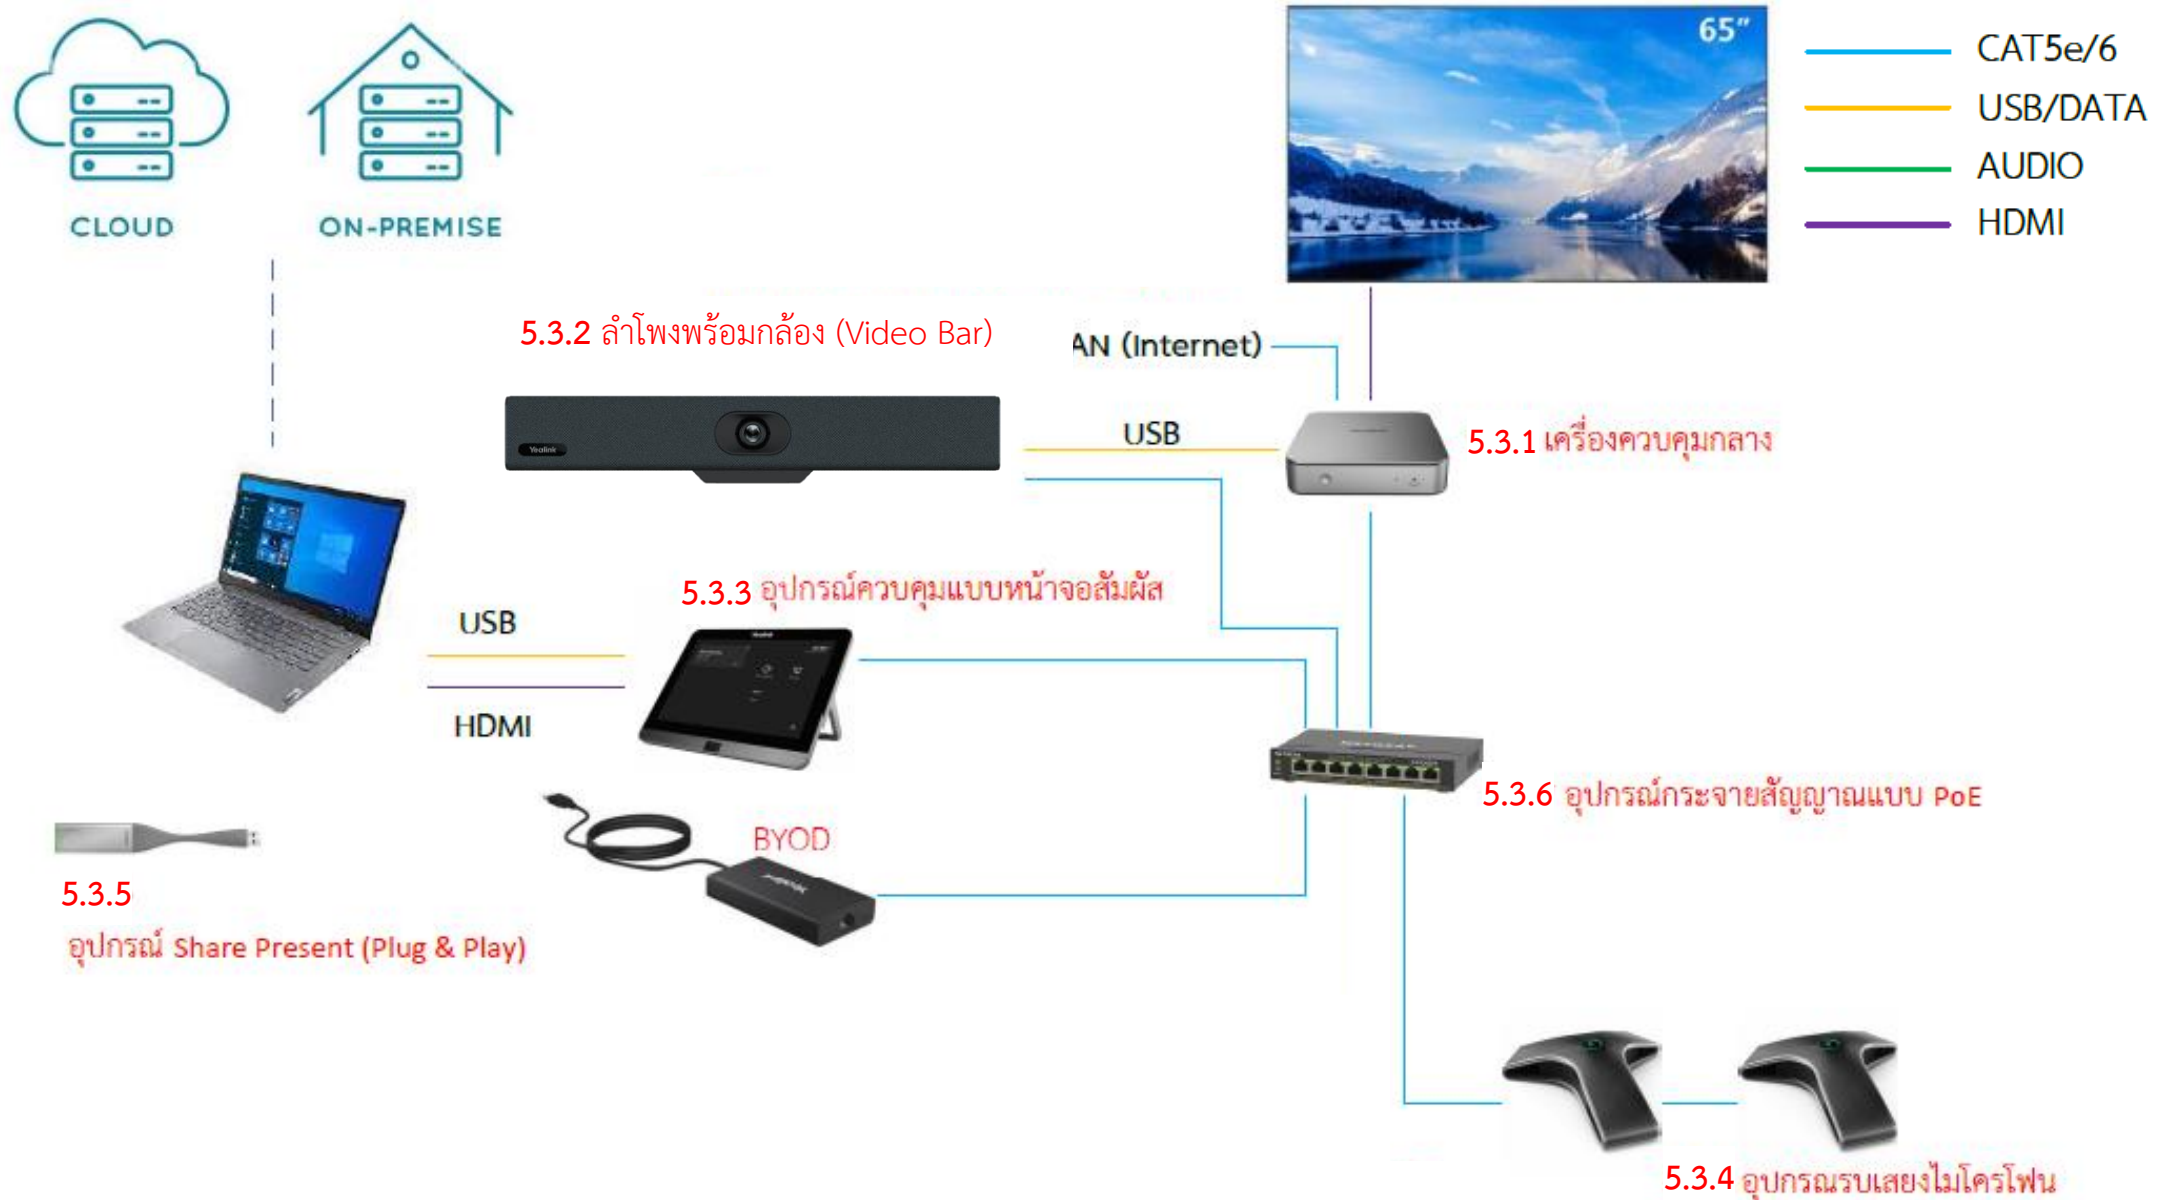 CLOUD
ON-PREMISE
65"
CAT5e/6
USB/DATA
AUDIO
HDMI
5.3.2 ลำโพงพร้อมกล้อง (Video Bar)
AN (Internet)
Yealink
USB
5.3.1 เครื่องควบคุมกลาง
5.3.3 อุปกรณ์ควบคุมแบบหน้าจอสัมผัส
USB
HDMI
Yealink
NETGEAR
5.3.6 อุปกรณ์กระจายสัญญาณแบบ PoE
BYOD
Yealink
5.3.5
อุปกรณ์ Share Present (Plug & Play)
5.3.4 อุปกรณรบเสยงไมโครโฟน